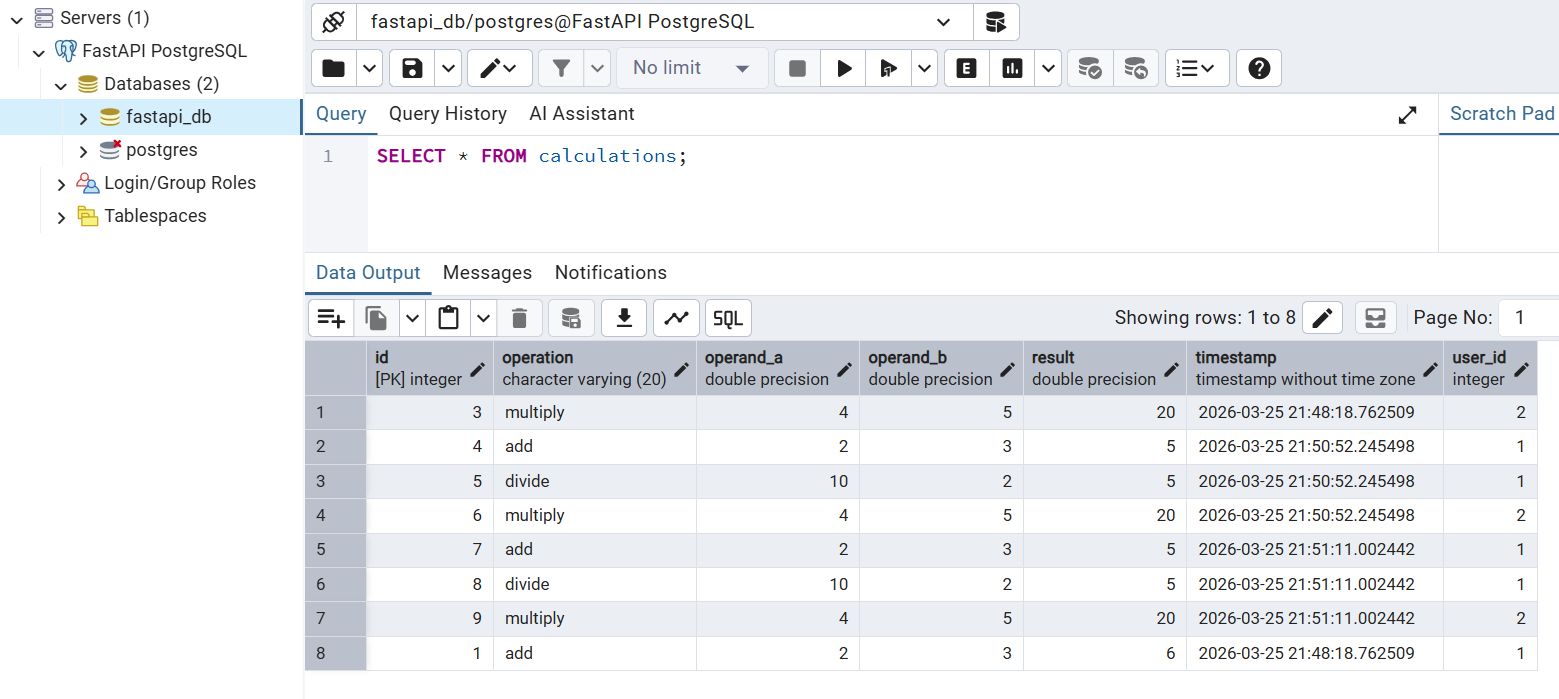 Servers (1)
FastAPI PostgreSQL
Databases (2)
fastapi_db
postgres
Login/Group Roles
Tablespaces
fastapi_db/postgres@FastAPI PostgreSQL
No limit
E
Query Query History AI Assistant
Scratch Pad
1 SELECT * FROM calculations;
Data Output Messages Notifications
SQL Showing rows: 1 to 8 Page No: 1
id operation operand_a operand_b result timestamp user_id
[PK] integer character varying (20) double precision double precision double precision timestamp without time zone integer
1 3 multiply 4 5 20 2026-03-25 21:48:18.762509 2
2 4 add 2 3 5 2026-03-25 21:50:52.245498 1
3 5 divide 10 2 5 2026-03-25 21:50:52.245498 1
4 6 multiply 4 5 20 2026-03-25 21:50:52.245498 2
5 7 add 2 3 5 2026-03-25 21:51:11.002442 1
6 8 divide 10 2 5 2026-03-25 21:51:11.002442 1
7 9 multiply 4 5 20 2026-03-25 21:51:11.002442 2
8 1 add 2 3 6 2026-03-25 21:48:18.762509 1